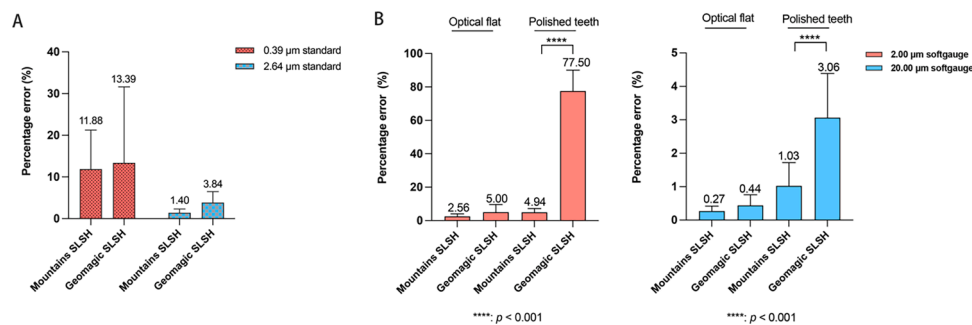 A
Percentage error (%)
40
30
20
10
0
11.88
13.39
1.40
3.84
Mountains SLSH
Geomagic SLSH
Mountains SLSH
Geomagic SLSH
0.39 µm standard
2.64 µm standard
B
Optical flat
Polished teeth
****
Percentage error (%)
100
80
60
40
20
0
2.56
5.00
4.94
77.50
Mountains SLSH
Geomagic SLSH
Mountains SLSH
Geomagic SLSH
****: p < 0.001
Optical flat
Polished teeth
****
Percentage error (%)
5
4
3
2
1
0
0.27
0.44
1.03
3.06
Mountains SLSH
Geomagic SLSH
Mountains SLSH
Geomagic SLSH
****: p < 0.001
2.00 µm softgauge
20.00 µm softgauge